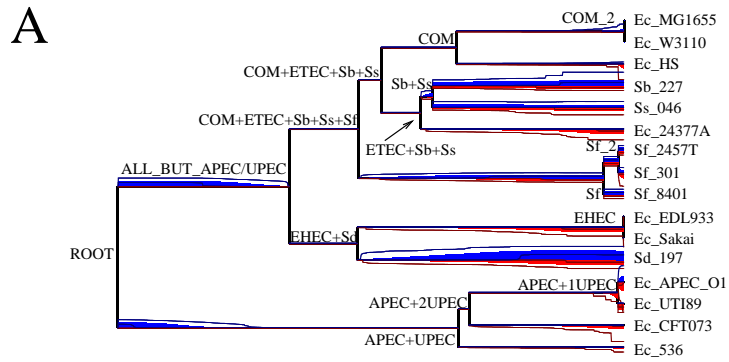 A
COM_2
Ec_MG1655
COM
Ec_W3110
Ec_HS
COM+ETEC+Sb+Ss
Sb+Ss
Sb_227
Ss_046
COM+ETEC+Sb+Ss+Sf
Ec_24377A
ETEC+Sb+Ss
Sf_2
Sf_2457T
ALL_BUT_APEC/UPEC
Sf_301
Sf
Sf_8401
EHEC
Ec_EDL933
EHEC+Sd
Ec_Sakai
ROOT
Sd_197
APEC+1UPEC
Ec_APEC_O1
APEC+2UPEC
Ec_UTI89
Ec_CFT073
APEC+UPEC
Ec_536